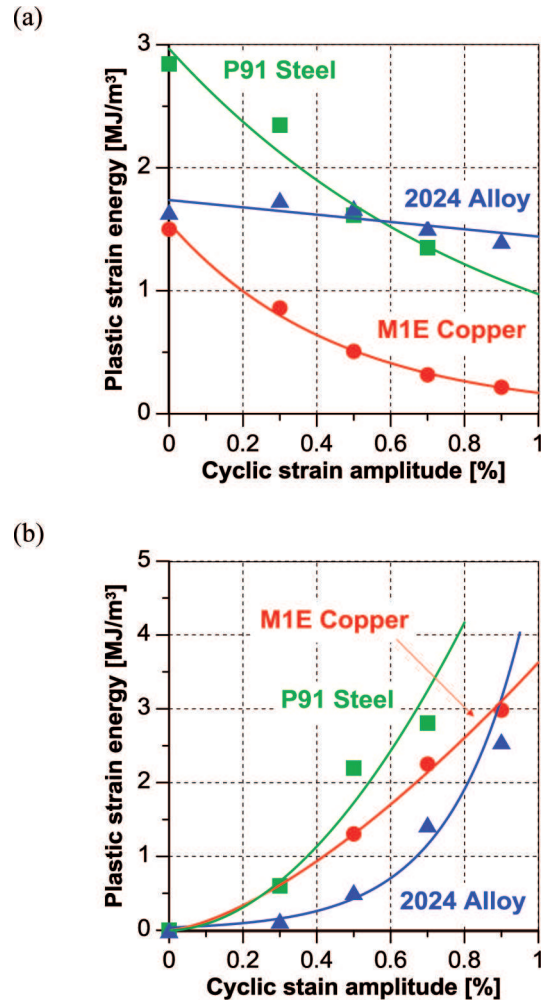 (a)
Plastic strain energy [MJ/m³]
3
2
1
0
P91 Steel
2024 Alloy
M1E Copper
0 0.2 0.4 0.6 0.8 1
Cyclic strain amplitude [%]
(b)
Plastic strain energy [MJ/m³]
5
4
3
2
1
0
M1E Copper
P91 Steel
2024 Alloy
0 0.2 0.4 0.6 0.8 1
Cyclic stain amplitude [%]